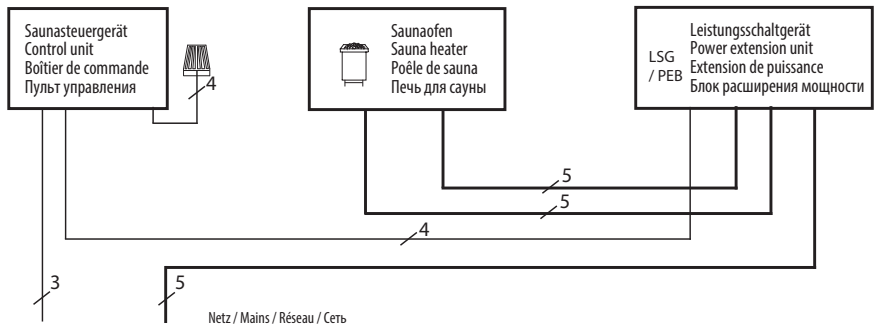 Saunasteuergerät
Control unit
Boîtier de commande
Пульт управления
4
Saunaofen
Sauna heater
Poêle de sauna
Печь для сауны
LSG
/ PEB
Leistungsschaltgerät
Power extension unit
Extension de puissance
Блок расширения мощности
5
5
4
3
5
Netz / Mains / Réseau / Сеть